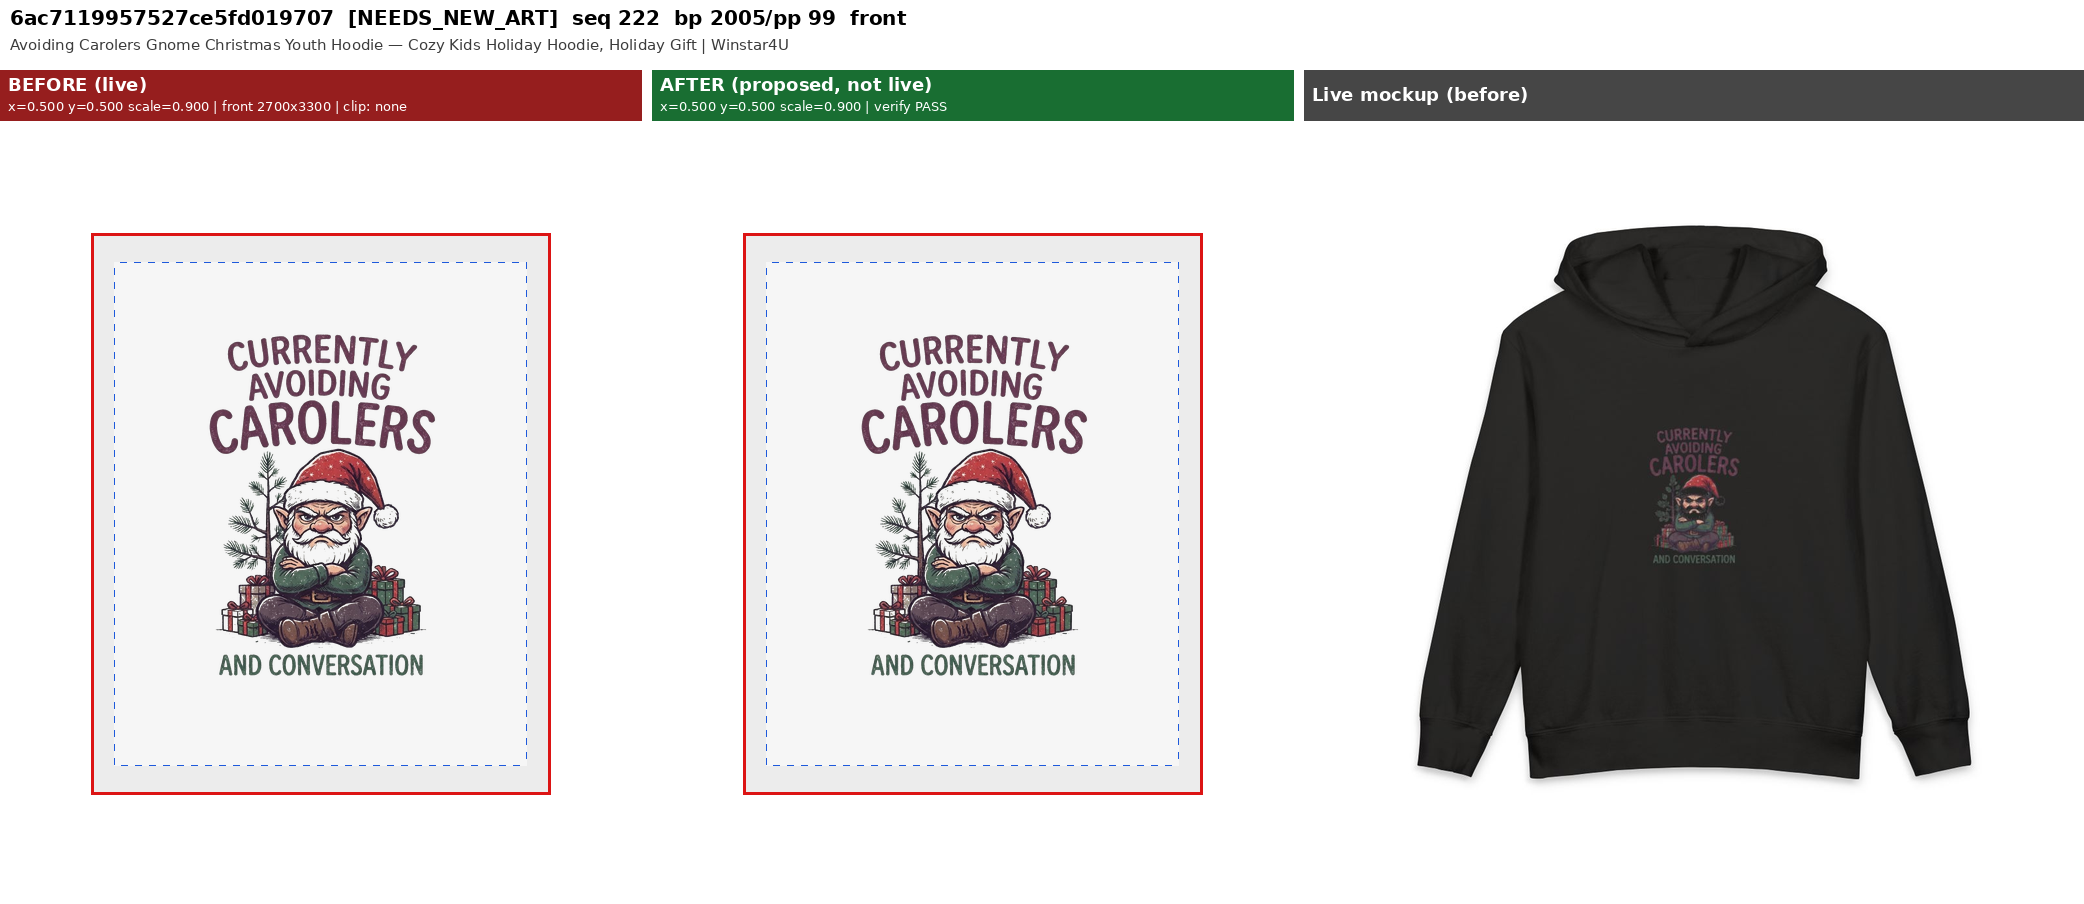 6ac7119957527ce5fd019707 [NEEDS_NEW_ART] seq 222 bp 2005/pp 99 front
Avoiding Carolers Gnome Christmas Youth Hoodie — Cozy Kids Holiday Hoodie, Holiday Gift | Winstar4U
BEFORE (live)
x=0.500 y=0.500 scale=0.900 | front 2700x3300 | clip: none
AFTER (proposed, not live)
x=0.500 y=0.500 scale=0.900 | verify PASS
Live mockup (before)
CURRENTLY
AVOIDING
CAROLERS
AND CONVERSATION
CURRENTLY
AVOIDING
CAROLERS
AND CONVERSATION
CURRENTLY
AVOIDING
CAROLERS
AND CONVERSATION